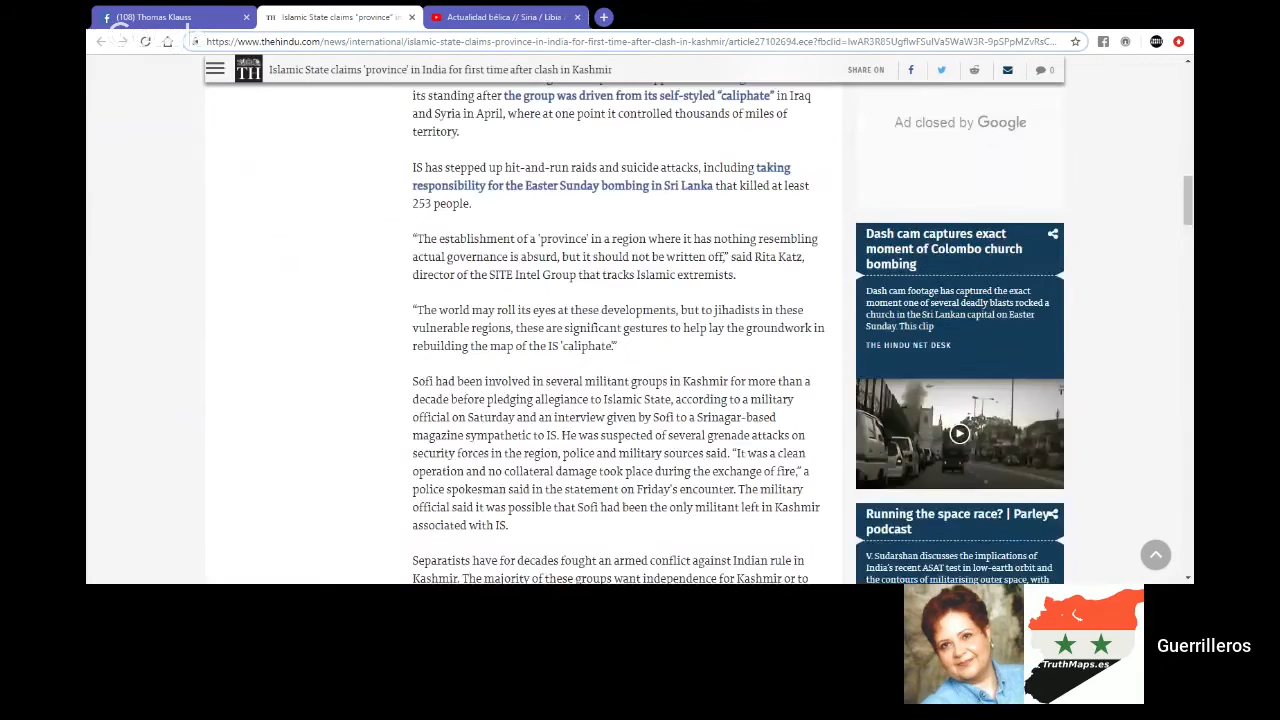 (108) Thomas Klauss
Islamic State claims "province" in
Actualidad bélica // Siria / Libia
https://www.thehindu.com/news/international/islamic-state-claims-province-in-india-for-first-time-after-clash-in-kashmir/article27102694.ece?fbclid=
TH
Islamic State claims 'province' in India for first time after clash in Kashmir
SHARE ON
0
its standing after the group was driven from its self-styled “caliphate” in Iraq
and Syria in April, where at one point it controlled thousands of miles of
territory.
IS has stepped up hit-and-run raids and suicide attacks, including taking
responsibility for the Easter Sunday bombing in Sri Lanka that killed at least
253 people.
“The establishment of a ‘province’ in a region where it has nothing resembling
actual governance is absurd, but it should not be written off,” said Rita Katz,
director of the SITE Intel Group that tracks Islamic extremists.
“The world may roll its eyes at these developments, but to jihadists in these
vulnerable regions, these are significant gestures to help lay the groundwork in
rebuilding the map of the IS ‘caliphate’.”
Sofi had been involved in several militant groups in Kashmir for more than a
decade before pledging allegiance to Islamic State, according to a military
official on Saturday and an interview given by Sofi to a Srinagar-based
magazine sympathetic to IS. He was suspected of several grenade attacks on
security forces in the region, police and military sources said. “It was a clean
operation and no collateral damage took place during the exchange of fire,” a
police spokesman said in the statement on Friday’s encounter. The military
official said it was possible that Sofi had been the only militant left in Kashmir
associated with IS.
Separatists have for decades fought an armed conflict against Indian rule in
Kashmir. The majority of these groups want independence for Kashmir or to
Ad closed by Google
Dash cam captures exact
moment of Colombo church
bombing
Dash cam footage has captured the exact
moment one of several deadly blasts rocked a
church in the Sri Lankan capital on Easter
Sunday. This clip
THE HINDU NET DESK
Running the space race? | Parley
podcast
V. Sudarshan discusses the implications of
India's recent ASAT test in low-earth orbit and
the contours of militarising outer space, with
TruthMaps.es
Guerrilleros